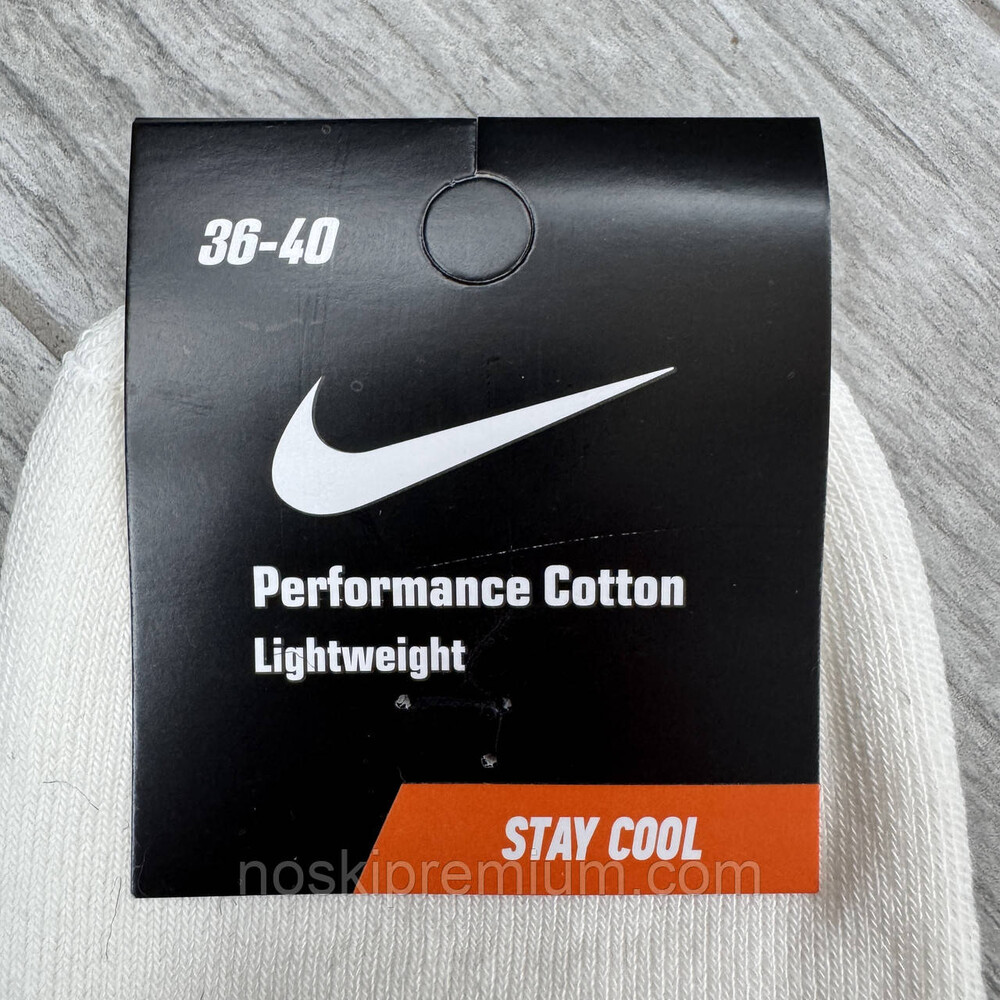 36-40
Performance Cotton
Lightweight
STAY COOL
noskipremium.com